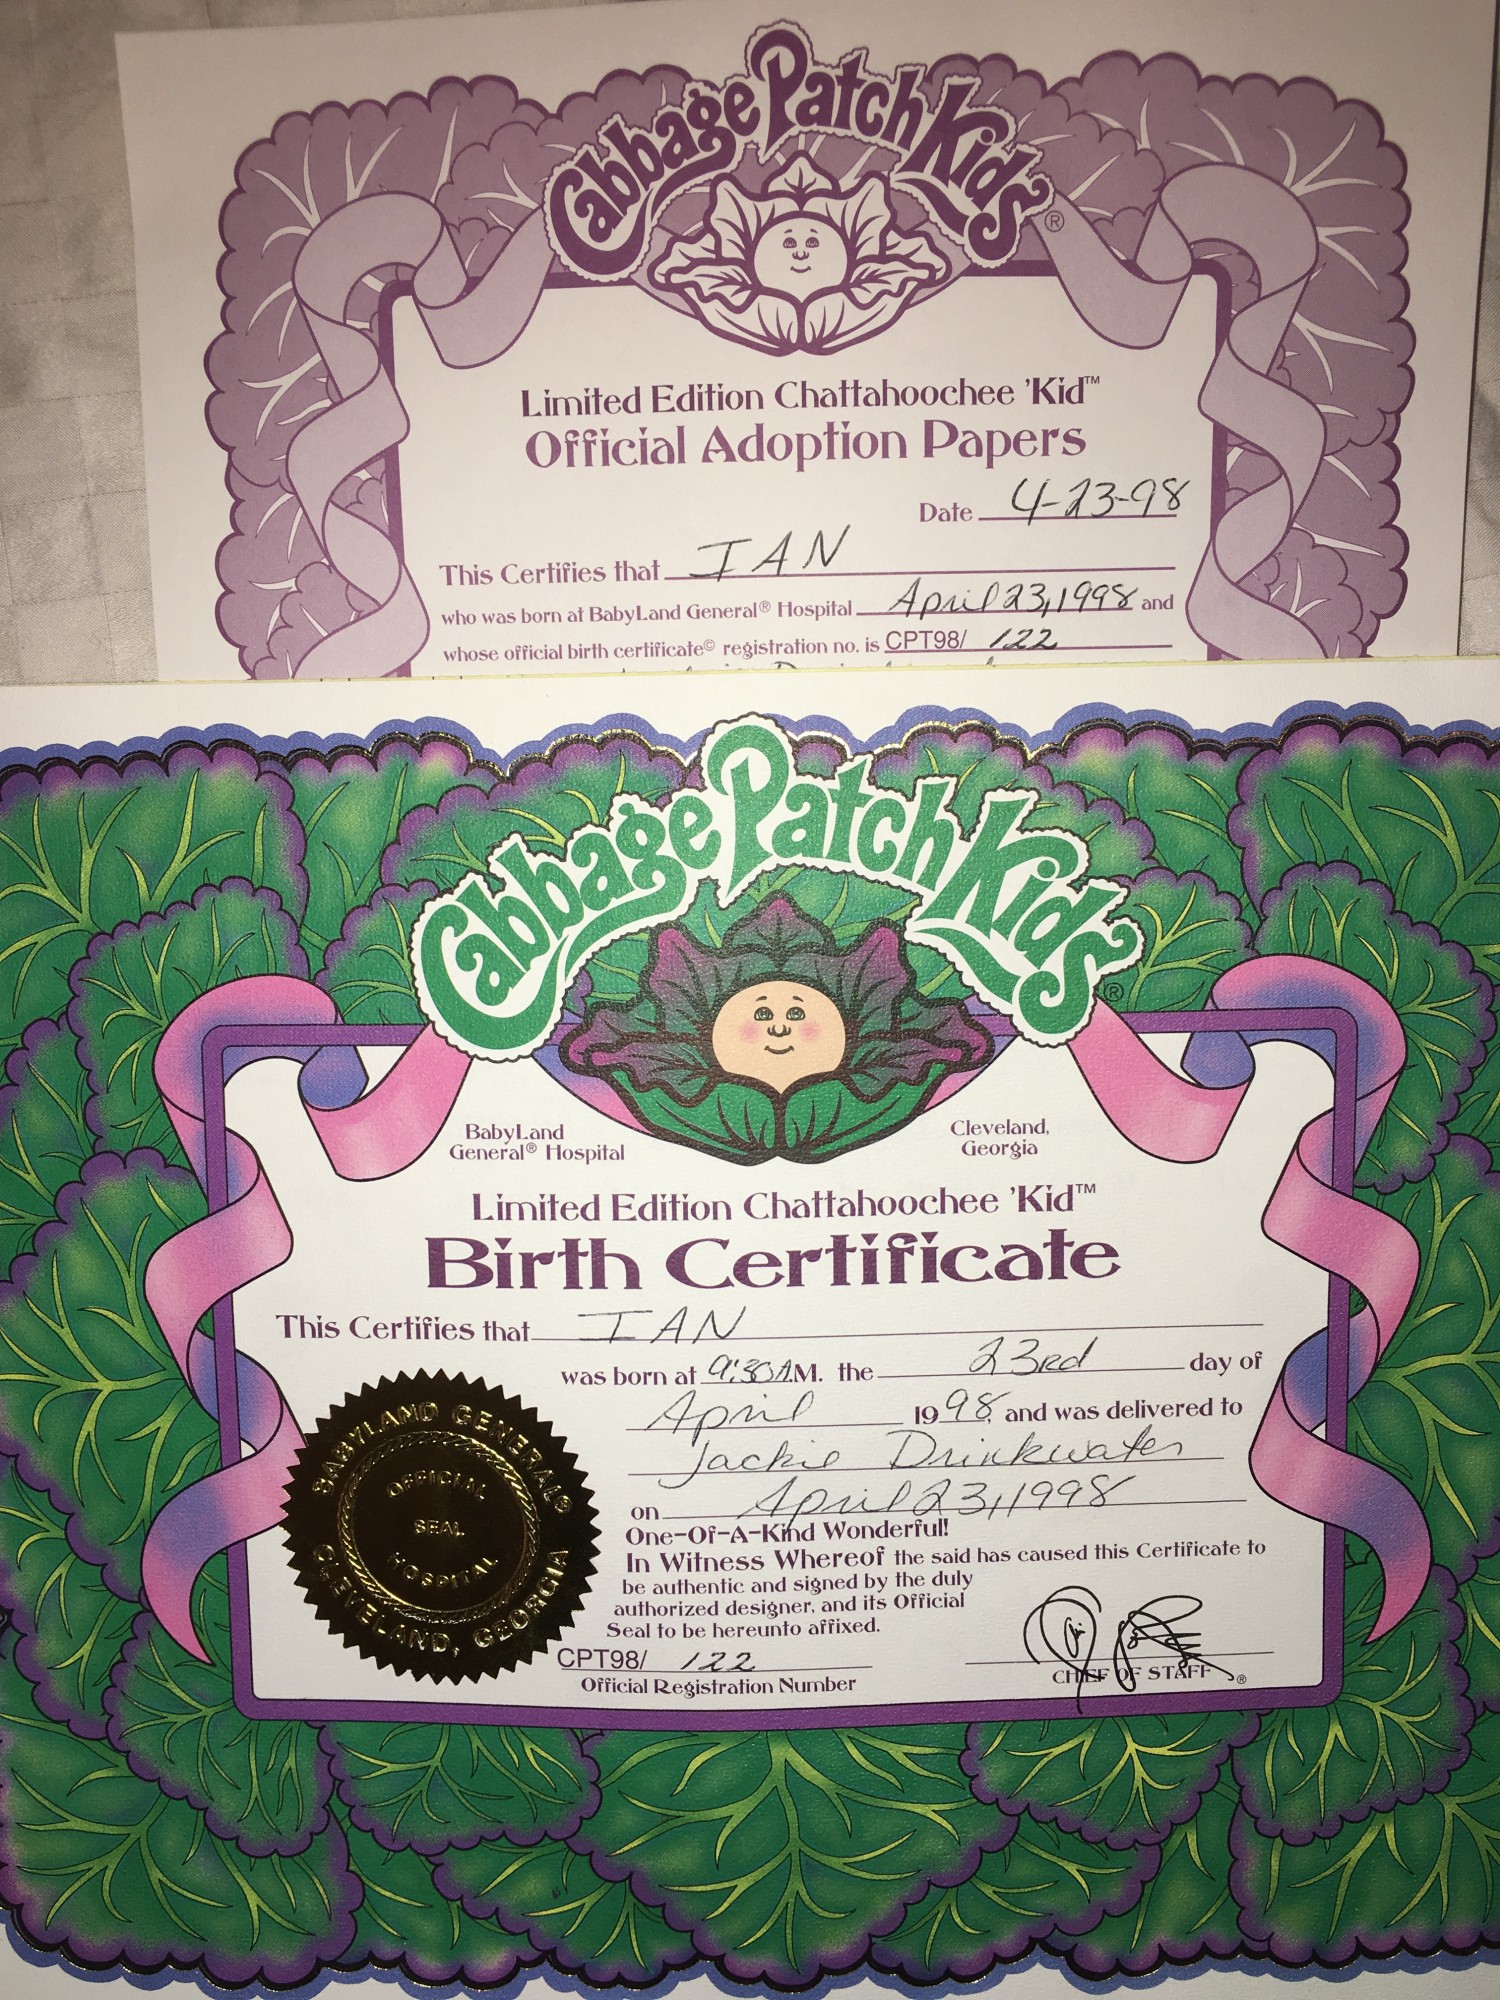 Cabbage Patch Kids®
Limited Edition Chattahoochee 'Kid™
Official Adoption Papers
Date 4-23-98
This Certifies that IAN
who was born at BabyLand General® Hospital April 23, 1998 and
whose official birth certificate© registration no. is CPT98/ 122
Cabbage Patch Kids®
BabyLand
General® Hospital
Cleveland,
Georgia
Limited Edition Chattahoochee 'Kid™
Birth Certificate
This Certifies that IAN
was born at 9:30 A.M. the 23rd day of
April 1998, and was delivered to
Jackie Drinkwater
on April 23, 1998
One-Of-A-Kind Wonderful!
In Witness Whereof the said has caused this Certificate to
be authentic and signed by the duly
authorized designer, and its Official
Seal to be hereunto affixed.
BABYLAND GENERAL®
OFFICIAL
SEAL
HOSPITAL
CLEVELAND, GEORGIA
CPT98/ 122
Official Registration Number
CHIEF OF STAFF ®